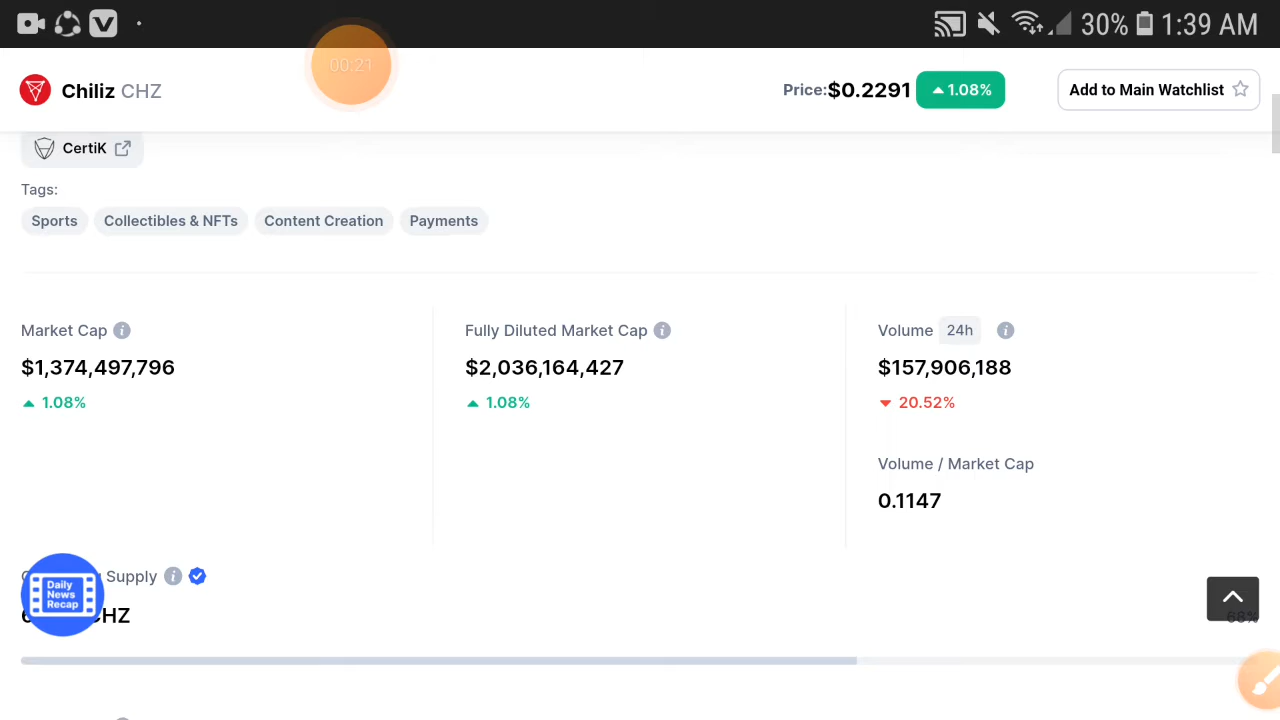 30% 1:39 AM
00:21
Chiliz CHZ
Price:$0.2291 1.08% Add to Main Watchlist
CertiK
Tags:
Sports Collectibles & NFTs Content Creation Payments
Market Cap Fully Diluted Market Cap Volume 24h
$1,374,497,796 $2,036,164,427 $157,906,188
1.08% 1.08% 20.52%
Volume / Market Cap
0.1147
Supply
Daily
News
Recap
CHZ
68%